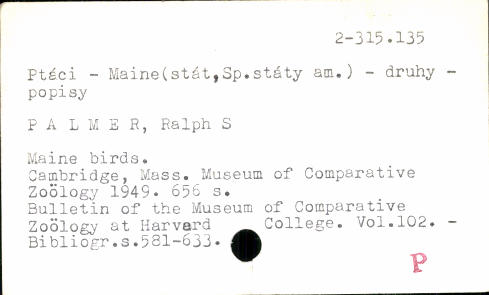 2-315.135
Ptáci - Maine(stát,Sp.státy am.) - druhy -
popisy
P A L M E R, Ralph S
Maine birds.
Cambridge, Mass. Museum of Comparative
Zoölogy 1949. 656 s.
Bulletin of the Museum of Comparative
Zoölogy at Harvard College. Vol.102. -
Bibliogr.s.581-633.
P